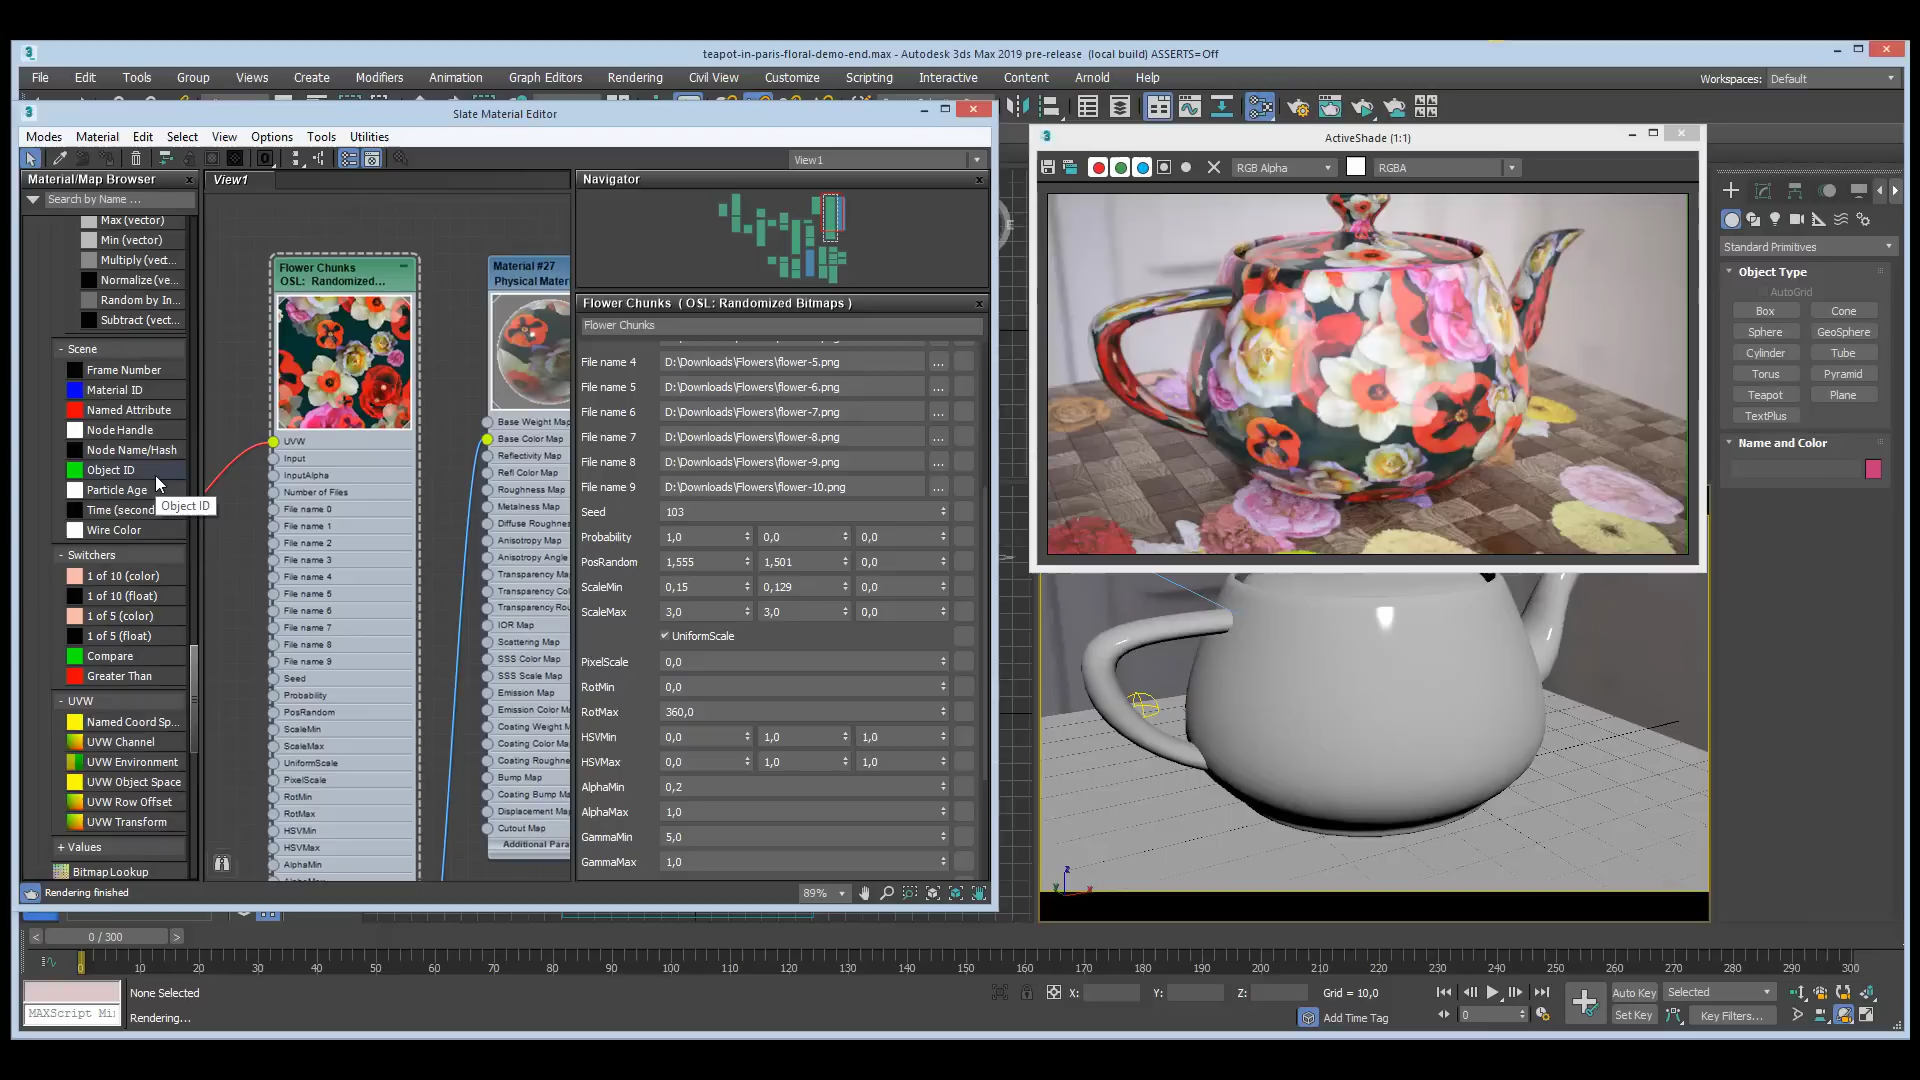 teapot-in-paris-floral-demo-end.max - Autodesk 3ds Max 2019 pre-release  (local build) ASSERTS=Off
File Edit Tools Group Views Create Modifiers Animation Graph Editors Rendering Civil View Customize Scripting Interactive Content Arnold Help
Workspaces: Default
Slate Material Editor
Modes Material Edit Select View Options Tools Utilities
View1
Material/Map Browser
Search by Name ...
Max (vector)
Min (vector)
Multiply (vect...
Normalize (ve...
Random by In...
Subtract (vect...
- Scene
Frame Number
Material ID
Named Attribute
Node Handle
Node Name/Hash
Object ID
Particle Age
Time (second
Wire Color
Object ID
- Switchers
1 of 10 (color)
1 of 10 (float)
1 of 5 (color)
1 of 5 (float)
Compare
Greater Than
- UVW
Named Coord Sp...
UVW Channel
UVW Environment
UVW Object Space
UVW Row Offset
UVW Transform
+ Values
BitmapLookup
Rendering finished
View1
Flower Chunks
OSL:  Randomized...
UVW
Input
InputAlpha
Number of Files
File name 0
File name 1
File name 2
File name 3
File name 4
File name 5
File name 6
File name 7
File name 8
File name 9
Seed
Probability
PosRandom
ScaleMin
ScaleMax
UniformScale
PixelScale
RotMin
RotMax
HSVMin
HSVMax
AlphaMin
Material #27
Physical Mater
Base Weight Map
Base Color Map
Reflectivity Map
Refl Color Map
Roughness Map
Metalness Map
Diffuse Roughn
Anisotropy Map
Anisotropy Angle
Transparency Map
Transparency Col
Transparency Rou
IOR Map
Scattering Map
SSS Color Map
SSS Scale Map
Emission Map
Emission Color Ma
Coating Weight M
Coating Color Ma
Coating Roughne
Bump Map
Coating Bump Ma
Displacement Ma
Cutout Map
Additional Para
Navigator
Flower Chunks  ( OSL: Randomized Bitmaps )
Flower Chunks
File name 4 D:\Downloads\Flowers\flower-5.png ...
File name 5 D:\Downloads\Flowers\flower-6.png ...
File name 6 D:\Downloads\Flowers\flower-7.png ...
File name 7 D:\Downloads\Flowers\flower-8.png ...
File name 8 D:\Downloads\Flowers\flower-9.png ...
File name 9 D:\Downloads\Flowers\flower-10.png ...
Seed 103
Probability 1,0 0,0 0,0
PosRandom 1,555 1,501 0,0
ScaleMin 0,15 0,129 0,0
ScaleMax 3,0 3,0 0,0
UniformScale
PixelScale 0,0
RotMin 0,0
RotMax 360,0
HSVMin 0,0 1,0 1,0
HSVMax 0,0 1,0 1,0
AlphaMin 0,2
AlphaMax 1,0
GammaMin 5,0
GammaMax 1,0
89%
ActiveShade (1:1)
RGB Alpha RGBA
Standard Primitives
Object Type
AutoGrid
Box Cone
Sphere GeoSphere
Cylinder Tube
Torus Pyramid
Teapot Plane
TextPlus
Name and Color
z
y x
< 0 / 300 >
0 10 20 30 40 50 60 70 80 90 100 110 120 130 140 150 160 170 180 190 200 210 220 230 240 250 260 270 280 290 300
None Selected
X: Y: Z: Grid = 10,0
Auto Key Selected
MAXScript Mi
Rendering...
Add Time Tag
0
Set Key Key Filters...